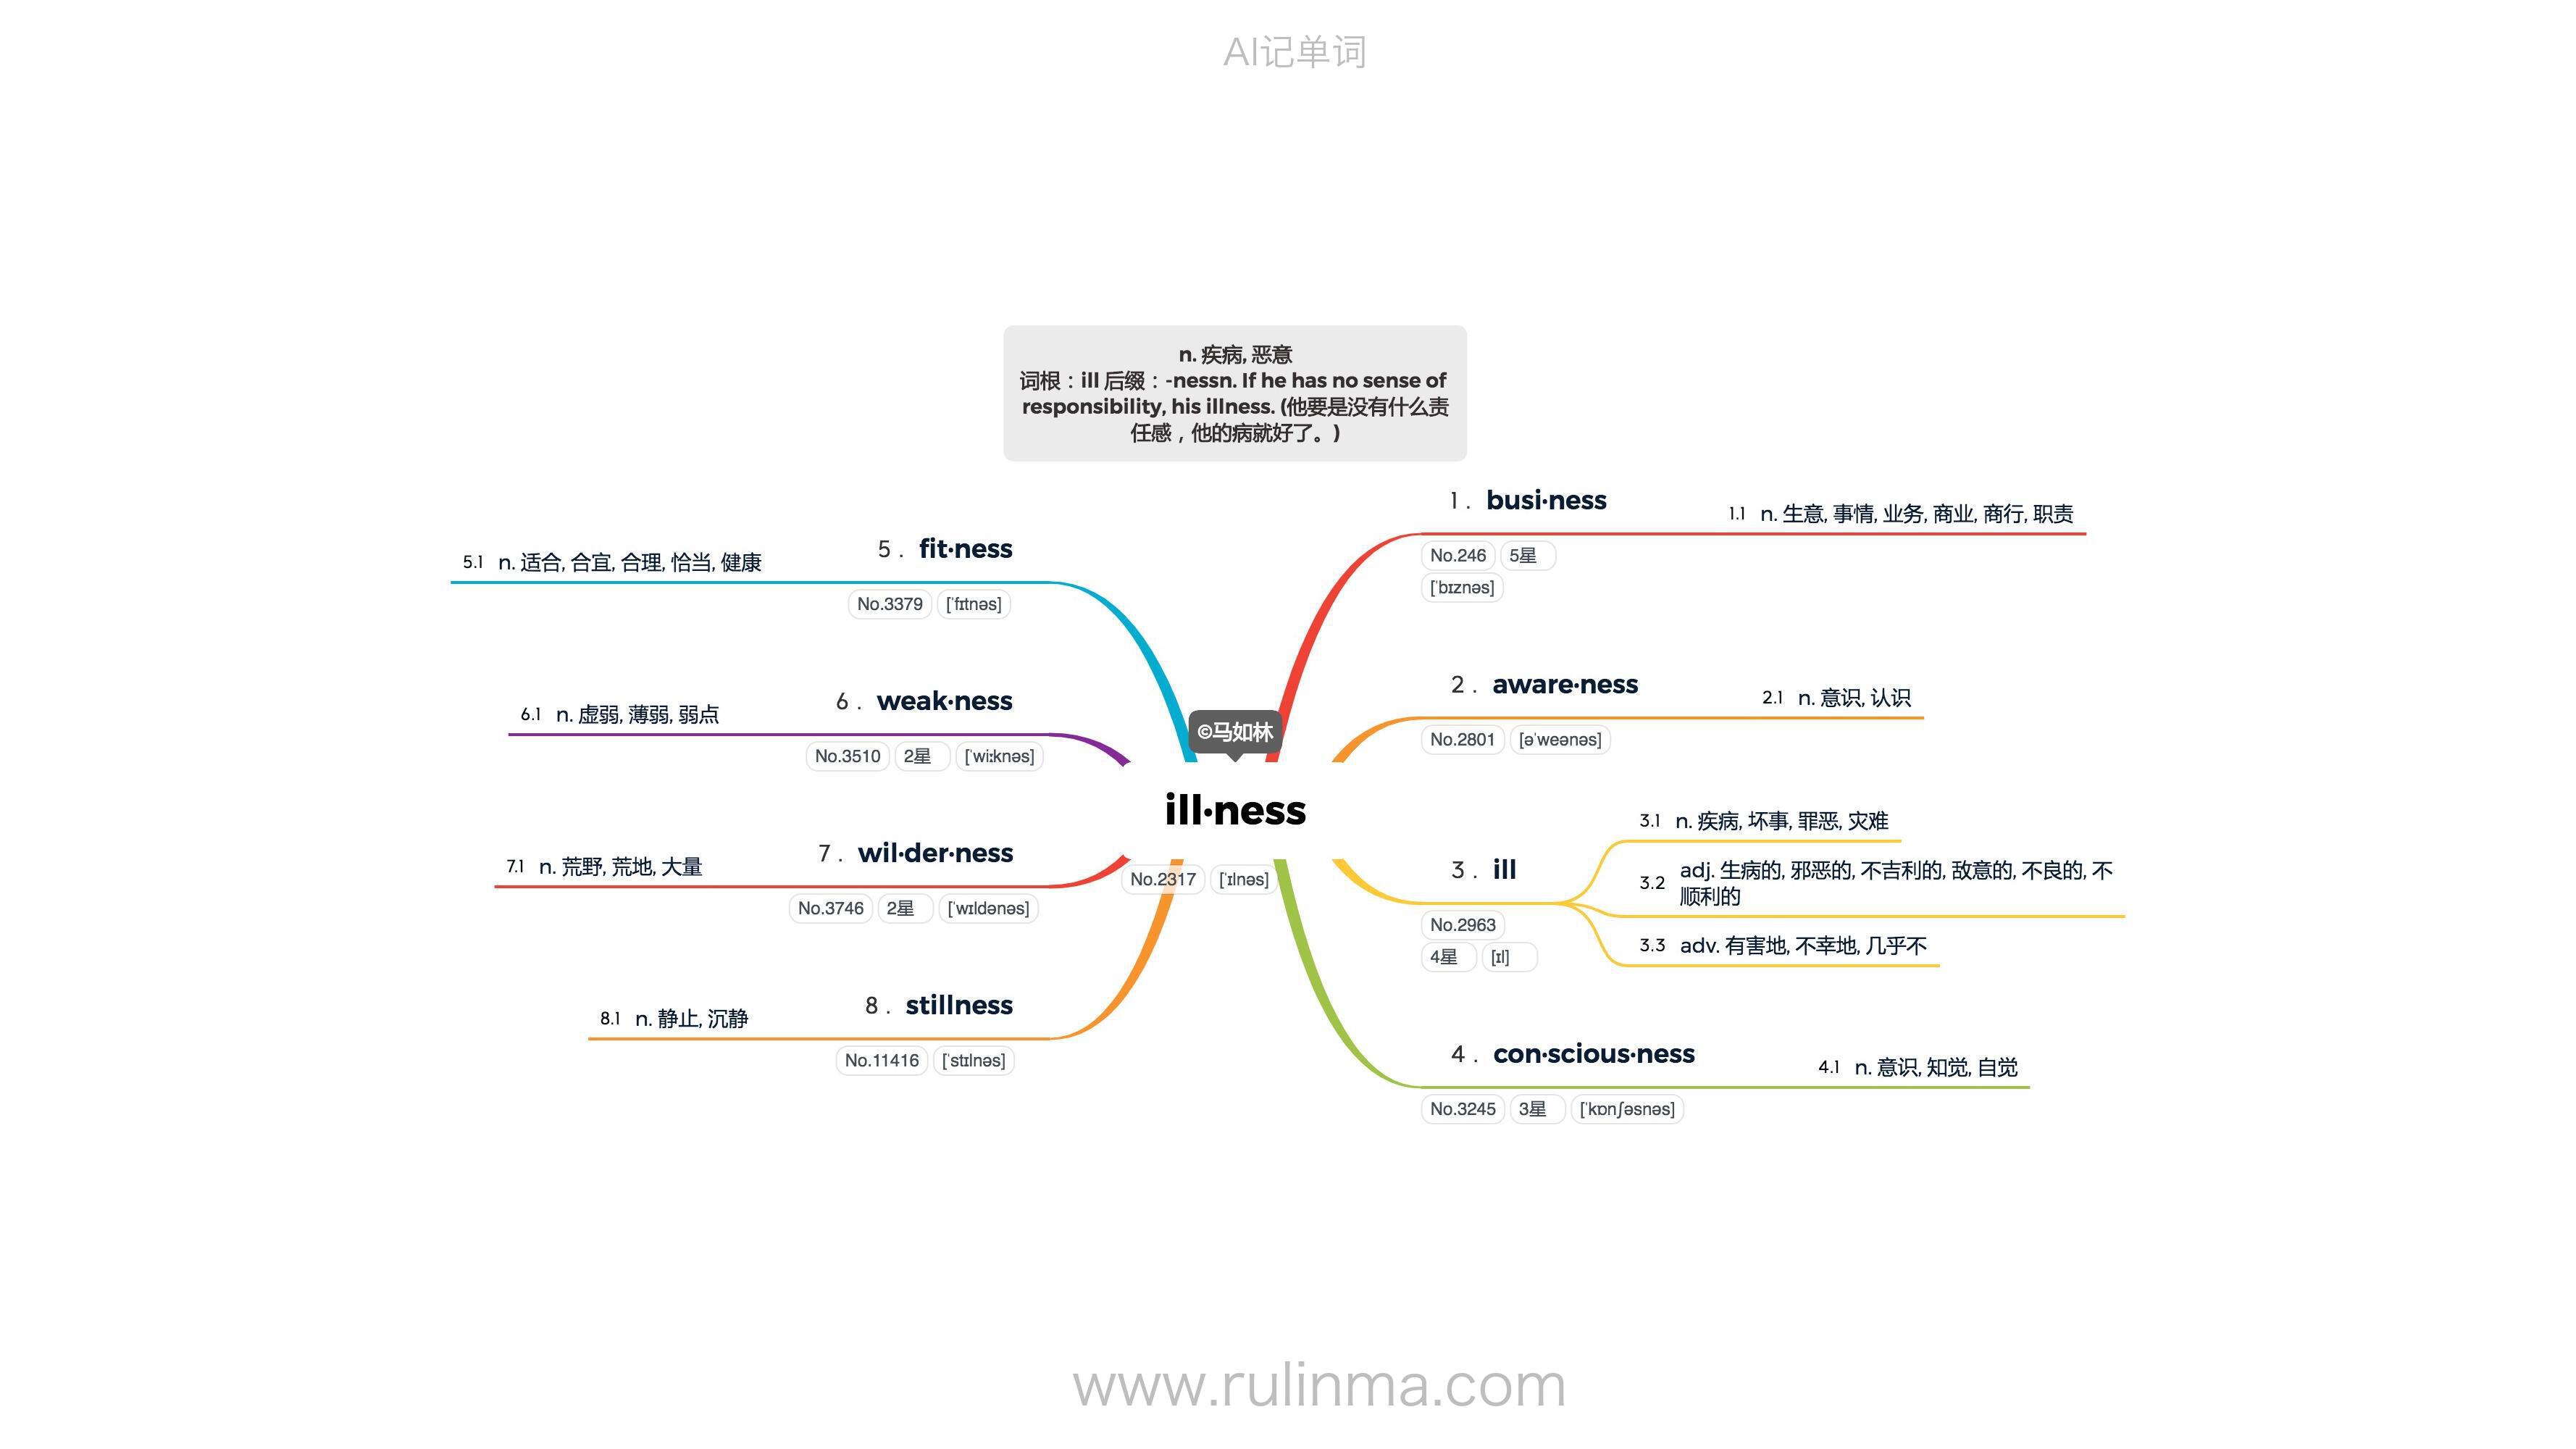 AI记单词
n. 疾病, 恶意
词根：ill 后缀：-nessn. If he has no sense of
responsibility, his illness. (他要是没有什么责
任感，他的病就好了。)
©马如林
ill·ness
No.2317 [ˈɪlnəs]
1 . busi·ness
No.246 5星
[ˈbɪznəs]
1.1 n. 生意, 事情, 业务, 商业, 商行, 职责
2 . aware·ness
No.2801 [əˈweənəs]
2.1 n. 意识, 认识
3 . ill
No.2963
4星 [ɪl]
3.1 n. 疾病, 坏事, 罪恶, 灾难
3.2 adj. 生病的, 邪恶的, 不吉利的, 敌意的, 不良的, 不
顺利的
3.3 adv. 有害地, 不幸地, 几乎不
4 . con·scious·ness
No.3245 3星 [ˈkɒnʃəsnəs]
4.1 n. 意识, 知觉, 自觉
5 . fit·ness
No.3379 [ˈfɪtnəs]
5.1 n. 适合, 合宜, 合理, 恰当, 健康
6 . weak·ness
No.3510 2星 [ˈwiːknəs]
6.1 n. 虚弱, 薄弱, 弱点
7 . wil·der·ness
No.3746 2星 [ˈwɪldənəs]
7.1 n. 荒野, 荒地, 大量
8 . stillness
No.11416 [ˈstɪlnəs]
8.1 n. 静止, 沉静
www.rulinma.com